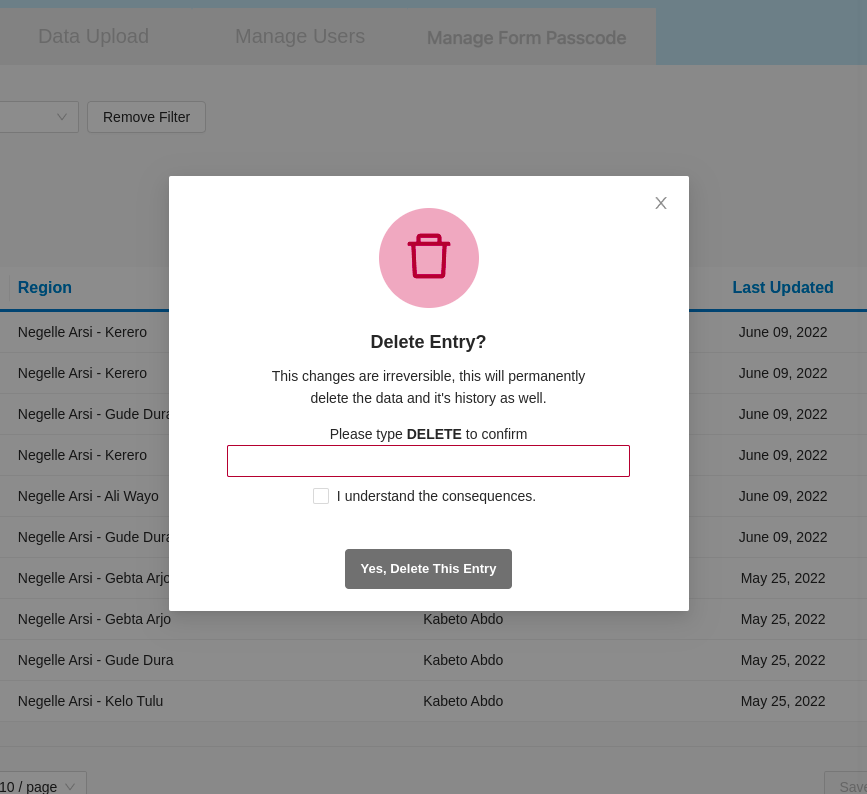 Data Upload Manage Users Manage Form Passcode
Remove Filter
Delete Entry?
This changes are irreversible, this will permanently
delete the data and it's history as well.
Please type DELETE to confirm
I understand the consequences.
Yes, Delete This Entry
Region Last Updated
Negelle Arsi - Kerero June 09, 2022
Negelle Arsi - Kerero June 09, 2022
Negelle Arsi - Gude Dura June 09, 2022
Negelle Arsi - Kerero June 09, 2022
Negelle Arsi - Ali Wayo June 09, 2022
Negelle Arsi - Gude Dura June 09, 2022
Negelle Arsi - Gebta Arjo May 25, 2022
Negelle Arsi - Gebta Arjo Kabeto Abdo May 25, 2022
Negelle Arsi - Gude Dura Kabeto Abdo May 25, 2022
Negelle Arsi - Kelo Tulu Kabeto Abdo May 25, 2022
10 / page Save